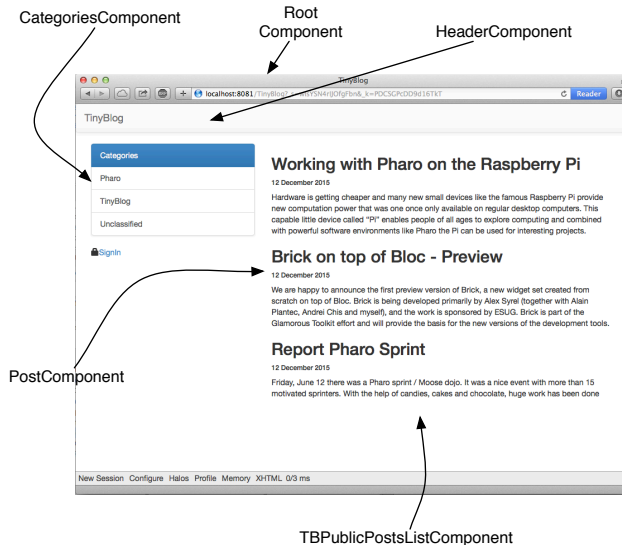 CategoriesComponent
Root
Component
HeaderComponent
TinyBlog
localhost:8081
Reader
TinyBlog
Categories
Pharo
TinyBlog
Unclassified
SignIn
Working with Pharo on the Raspberry Pi
12 December 2015
Hardware is getting cheaper and many new small devices like the famous Raspberry Pi provide
new computation power that was one once only available on regular desktop computers. This
capable little device called "Pi" enables people of all ages to explore computing and combined
with powerful software environments like Pharo the Pi can be used for interesting projects.
Brick on top of Bloc - Preview
12 December 2015
We are happy to announce the first preview version of Brick, a new widget set created from
scratch on top of Bloc. Brick is being developed primarily by Alex Syrel (together with Alain
Plantec, Andrei Chis and myself), and the work is sponsored by ESUG. Brick is part of the
Glamorous Toolkit effort and will provide the basis for the new versions of the development tools.
Report Pharo Sprint
12 December 2015
Friday, June 12 there was a Pharo sprint / Moose dojo. It was a nice event with more than 15
motivated sprinters. With the help of candies, cakes and chocolate, huge work has been done
PostComponent
New Session Configure Halos Profile Memory XHTML 0/3 ms
TBPublicPostsListComponent